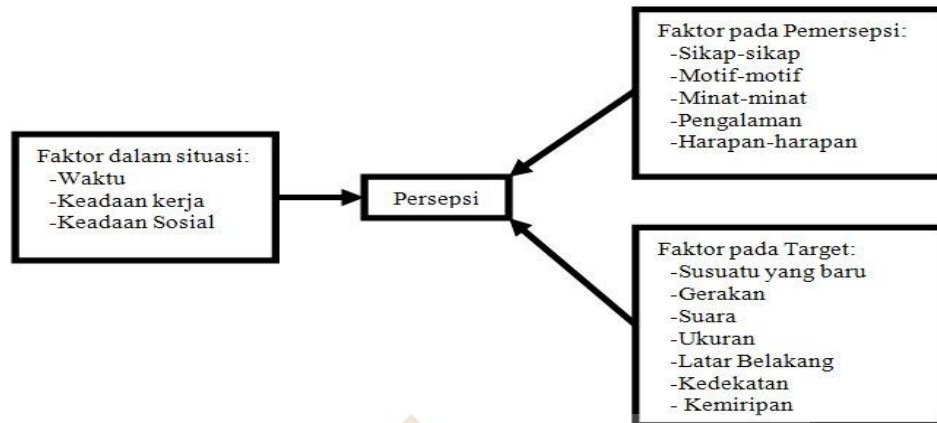 Faktor dalam situasi:
-Waktu
-Keadaan kerja
-Keadaan Sosial
Persepsi
Faktor pada Pemersepsi:
-Sikap-sikap
-Motif-motif
-Minat-minat
-Pengalaman
-Harapan-harapan
Faktor pada Target:
-Susuatu yang baru
-Gerakan
-Suara
-Ukuran
-Latar Belakang
-Kedekatan
- Kemiripan